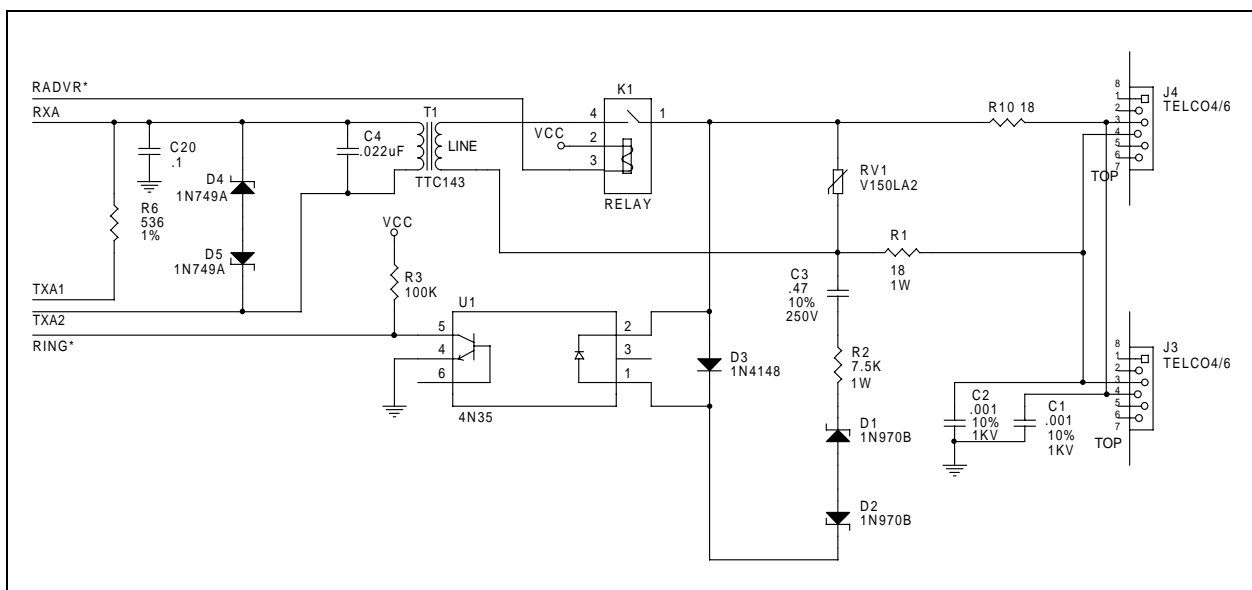 RADVR*
RXA
C20
.1
D4
1N749A
R6
536
1%
D5
1N749A
C4
.022uF
T1
LINE
TTC143
K1
4
1
VCC
2
3
RELAY
R10 18
RV1
V150LA2
J4
TELCO4/6
8
1
2
3
4
5
6
7
TOP
R1
18
1W
VCC
R3
100K
C3
.47
10%
250V
TXA1
TXA2
RING*
U1
5
4
6
2
3
1
4N35
D3
1N4148
R2
7.5K
1W
D1
1N970B
D2
1N970B
J3
TELCO4/6
8
1
2
3
4
5
6
7
TOP
C2
.001
10%
1KV
C1
.001
10%
1KV